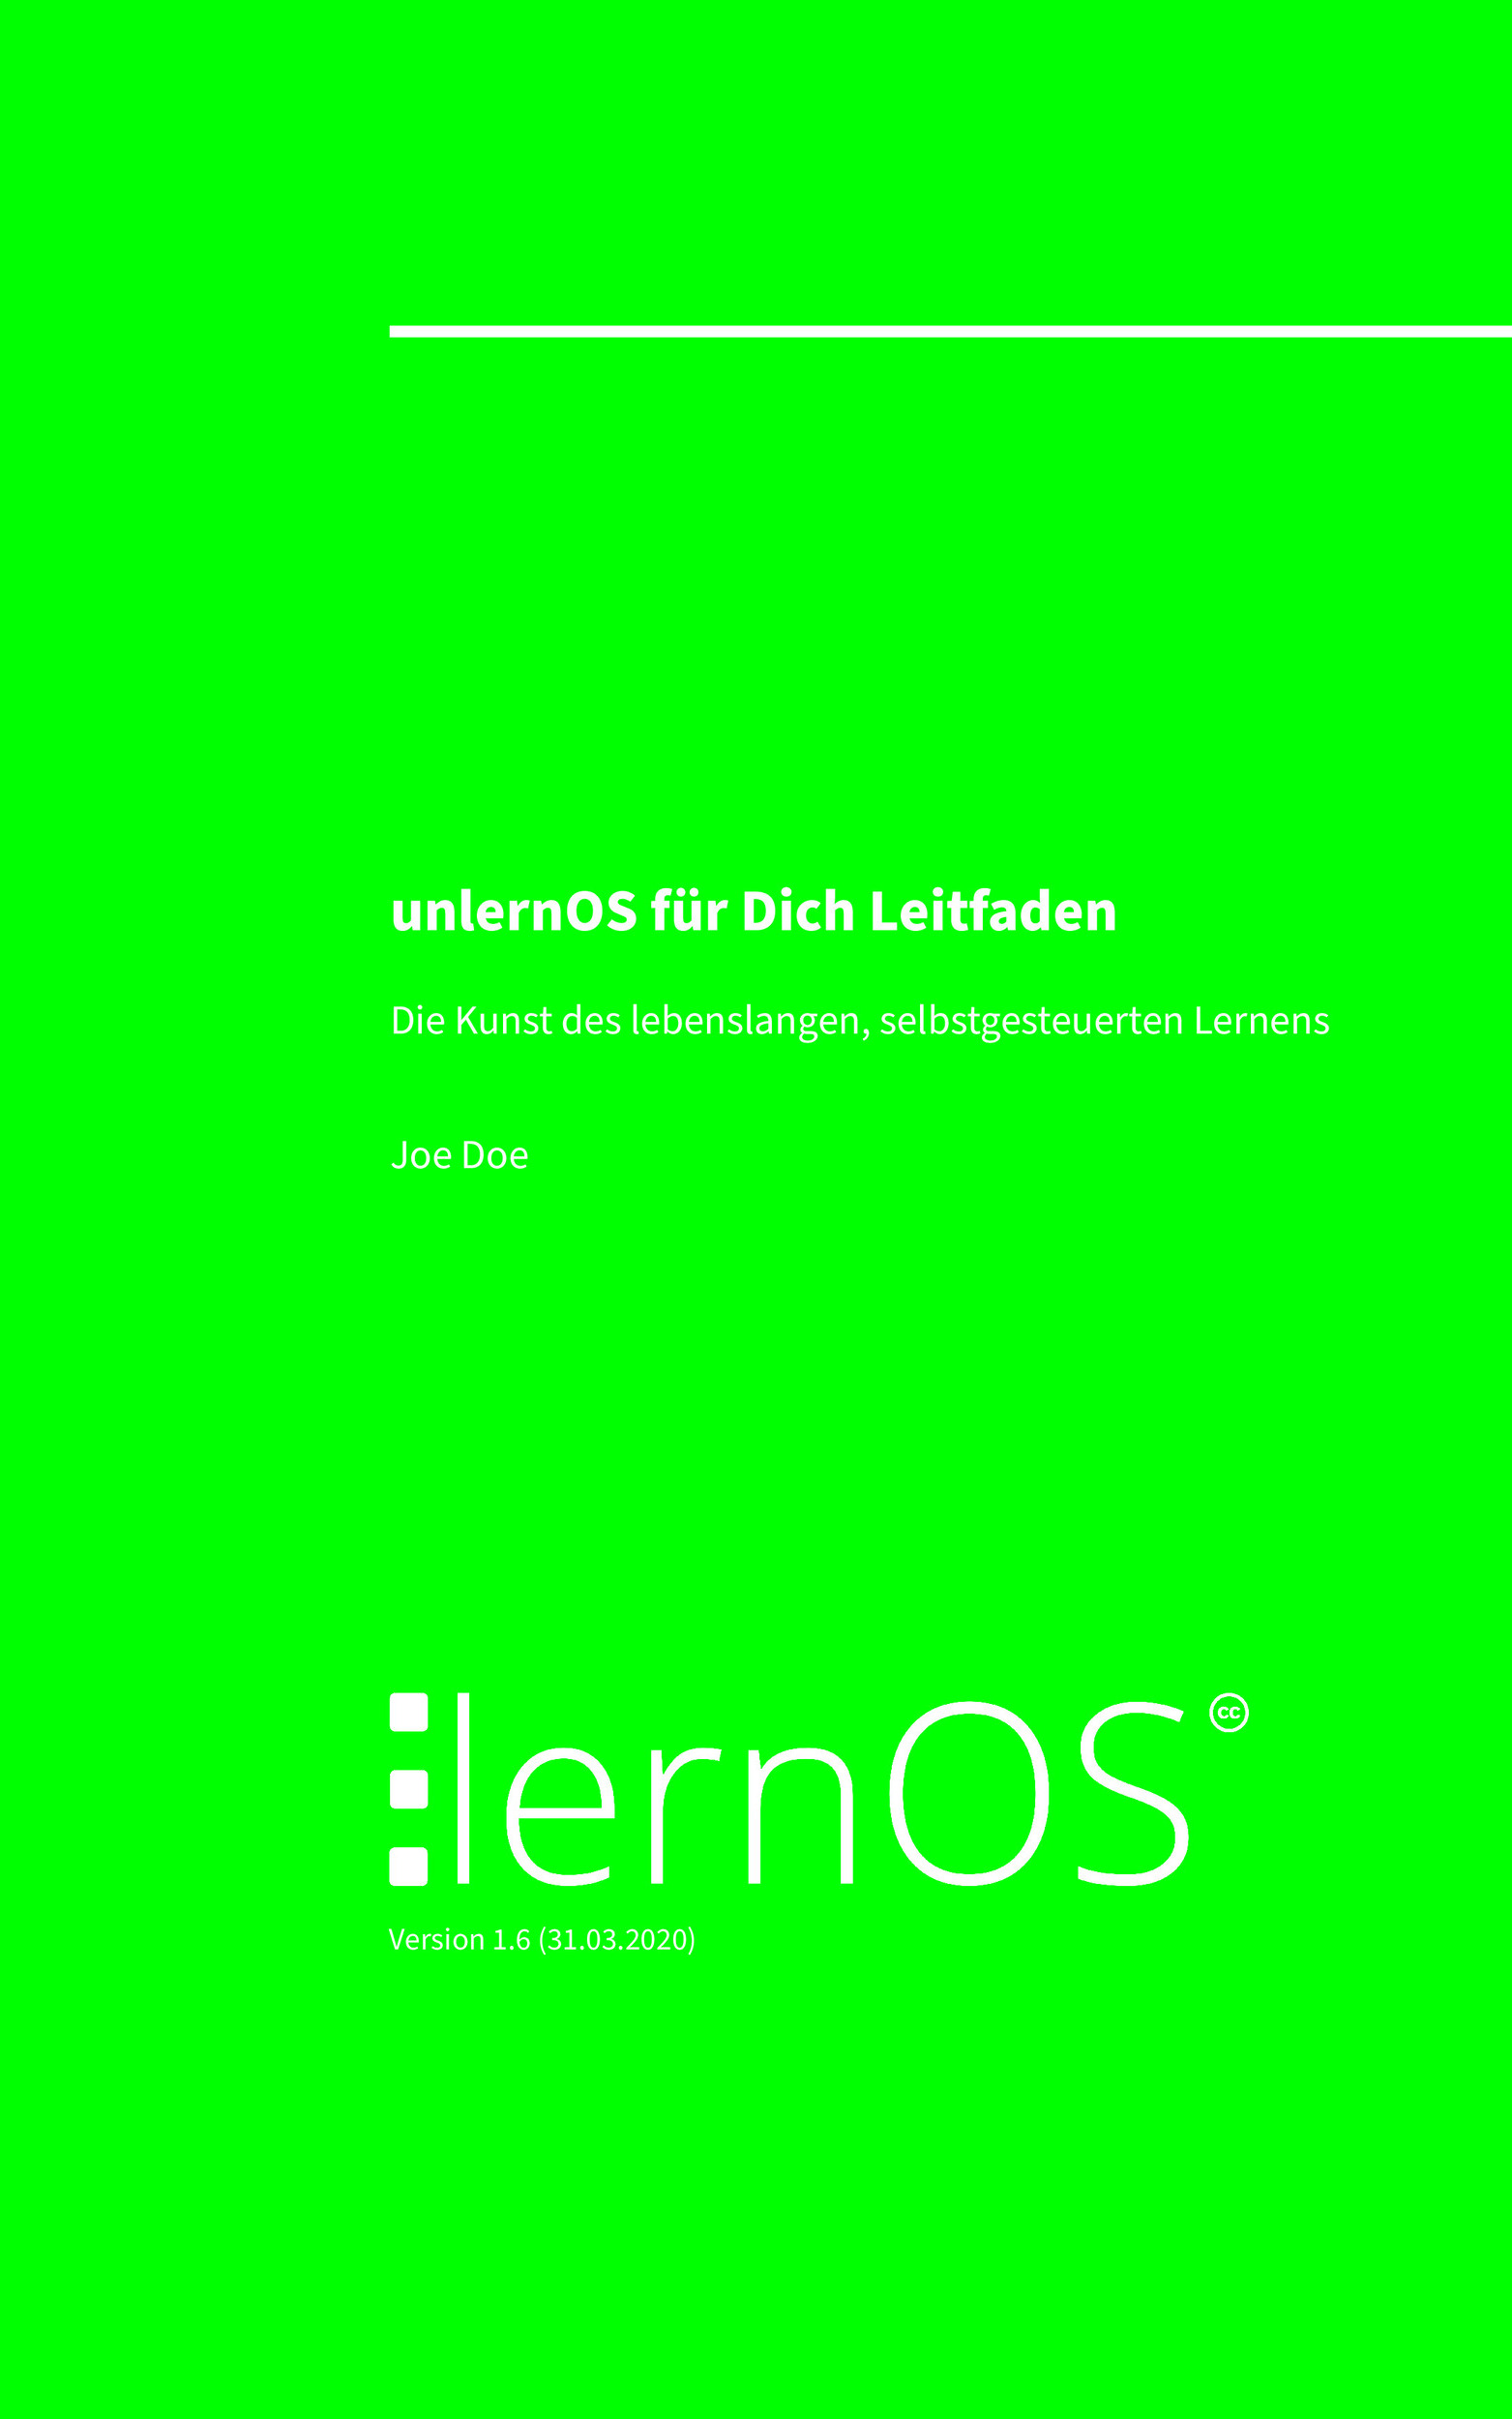 unlernOS für Dich Leitfaden
Die Kunst des lebenslangen, selbstgesteuerten Lernens
Joe Doe
lernOS cc
Version 1.6 (31.03.2020)